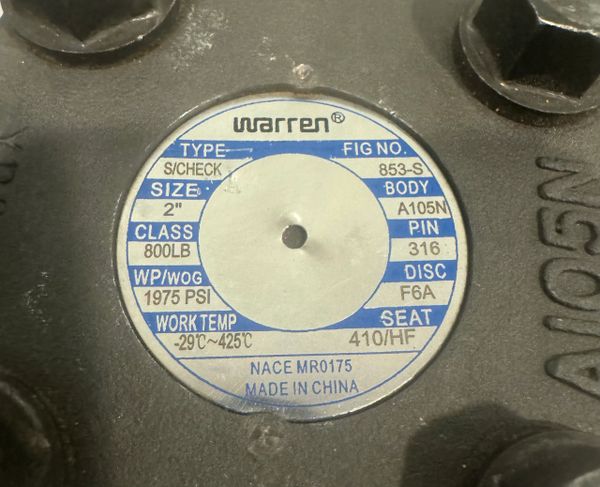 warren®
TYPE FIG NO.
S/CHECK 853-S
SIZE BODY
2" A105N
CLASS PIN
800LB 316
WP/WOG DISC
1975 PSI F6A
WORK TEMP SEAT
-29℃~425℃ 410/HF
NACE MR0175
MADE IN CHINA
A105N